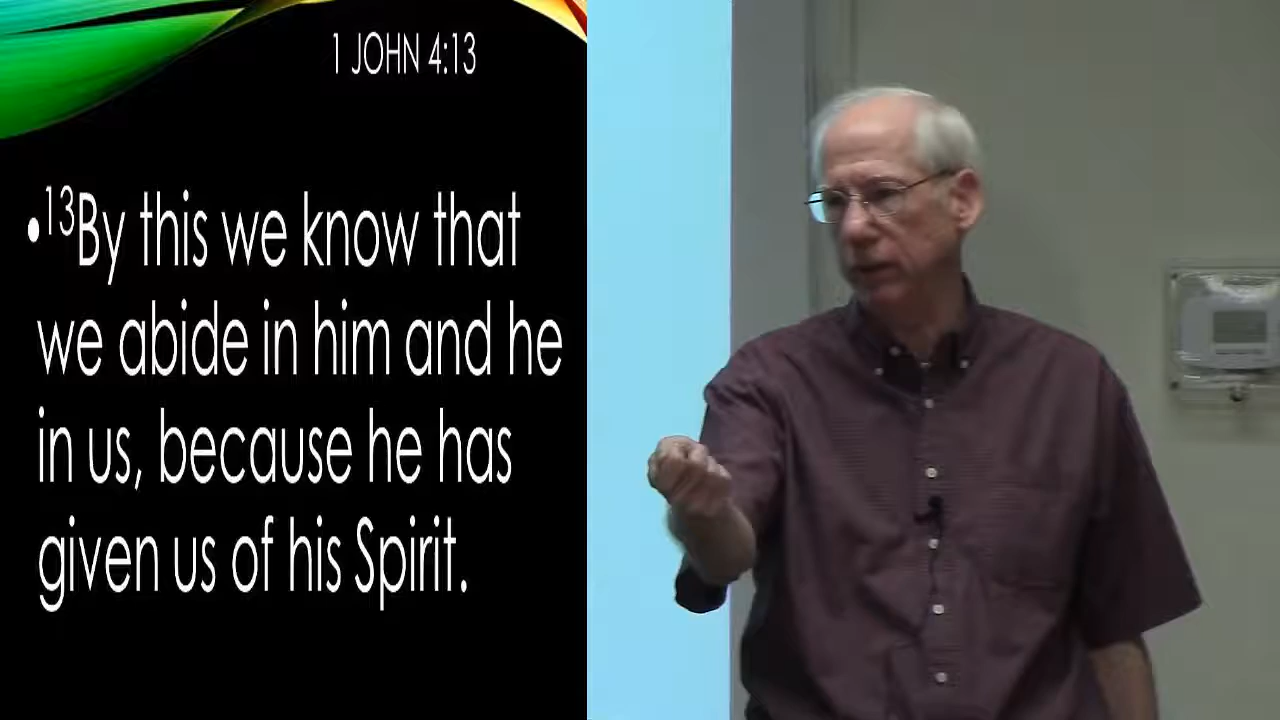 1 JOHN 4:13
•13By this we know that
we abide in him and he
in us, because he has
given us of his Spirit.